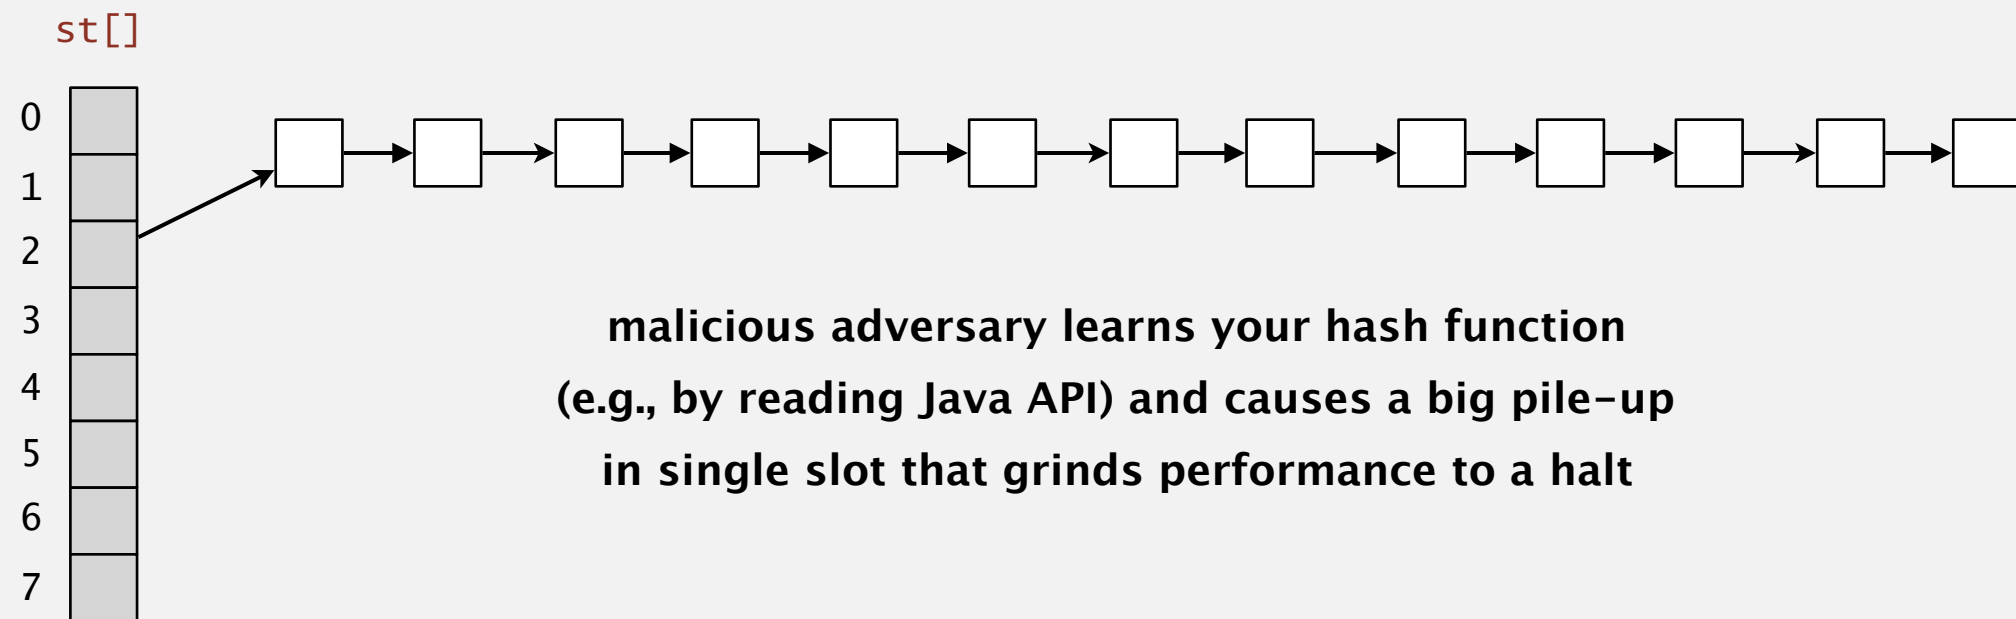 st[]
0
1
2
3
4
5
6
7
malicious adversary learns your hash function
(e.g., by reading Java API) and causes a big pile–up
in single slot that grinds performance to a halt